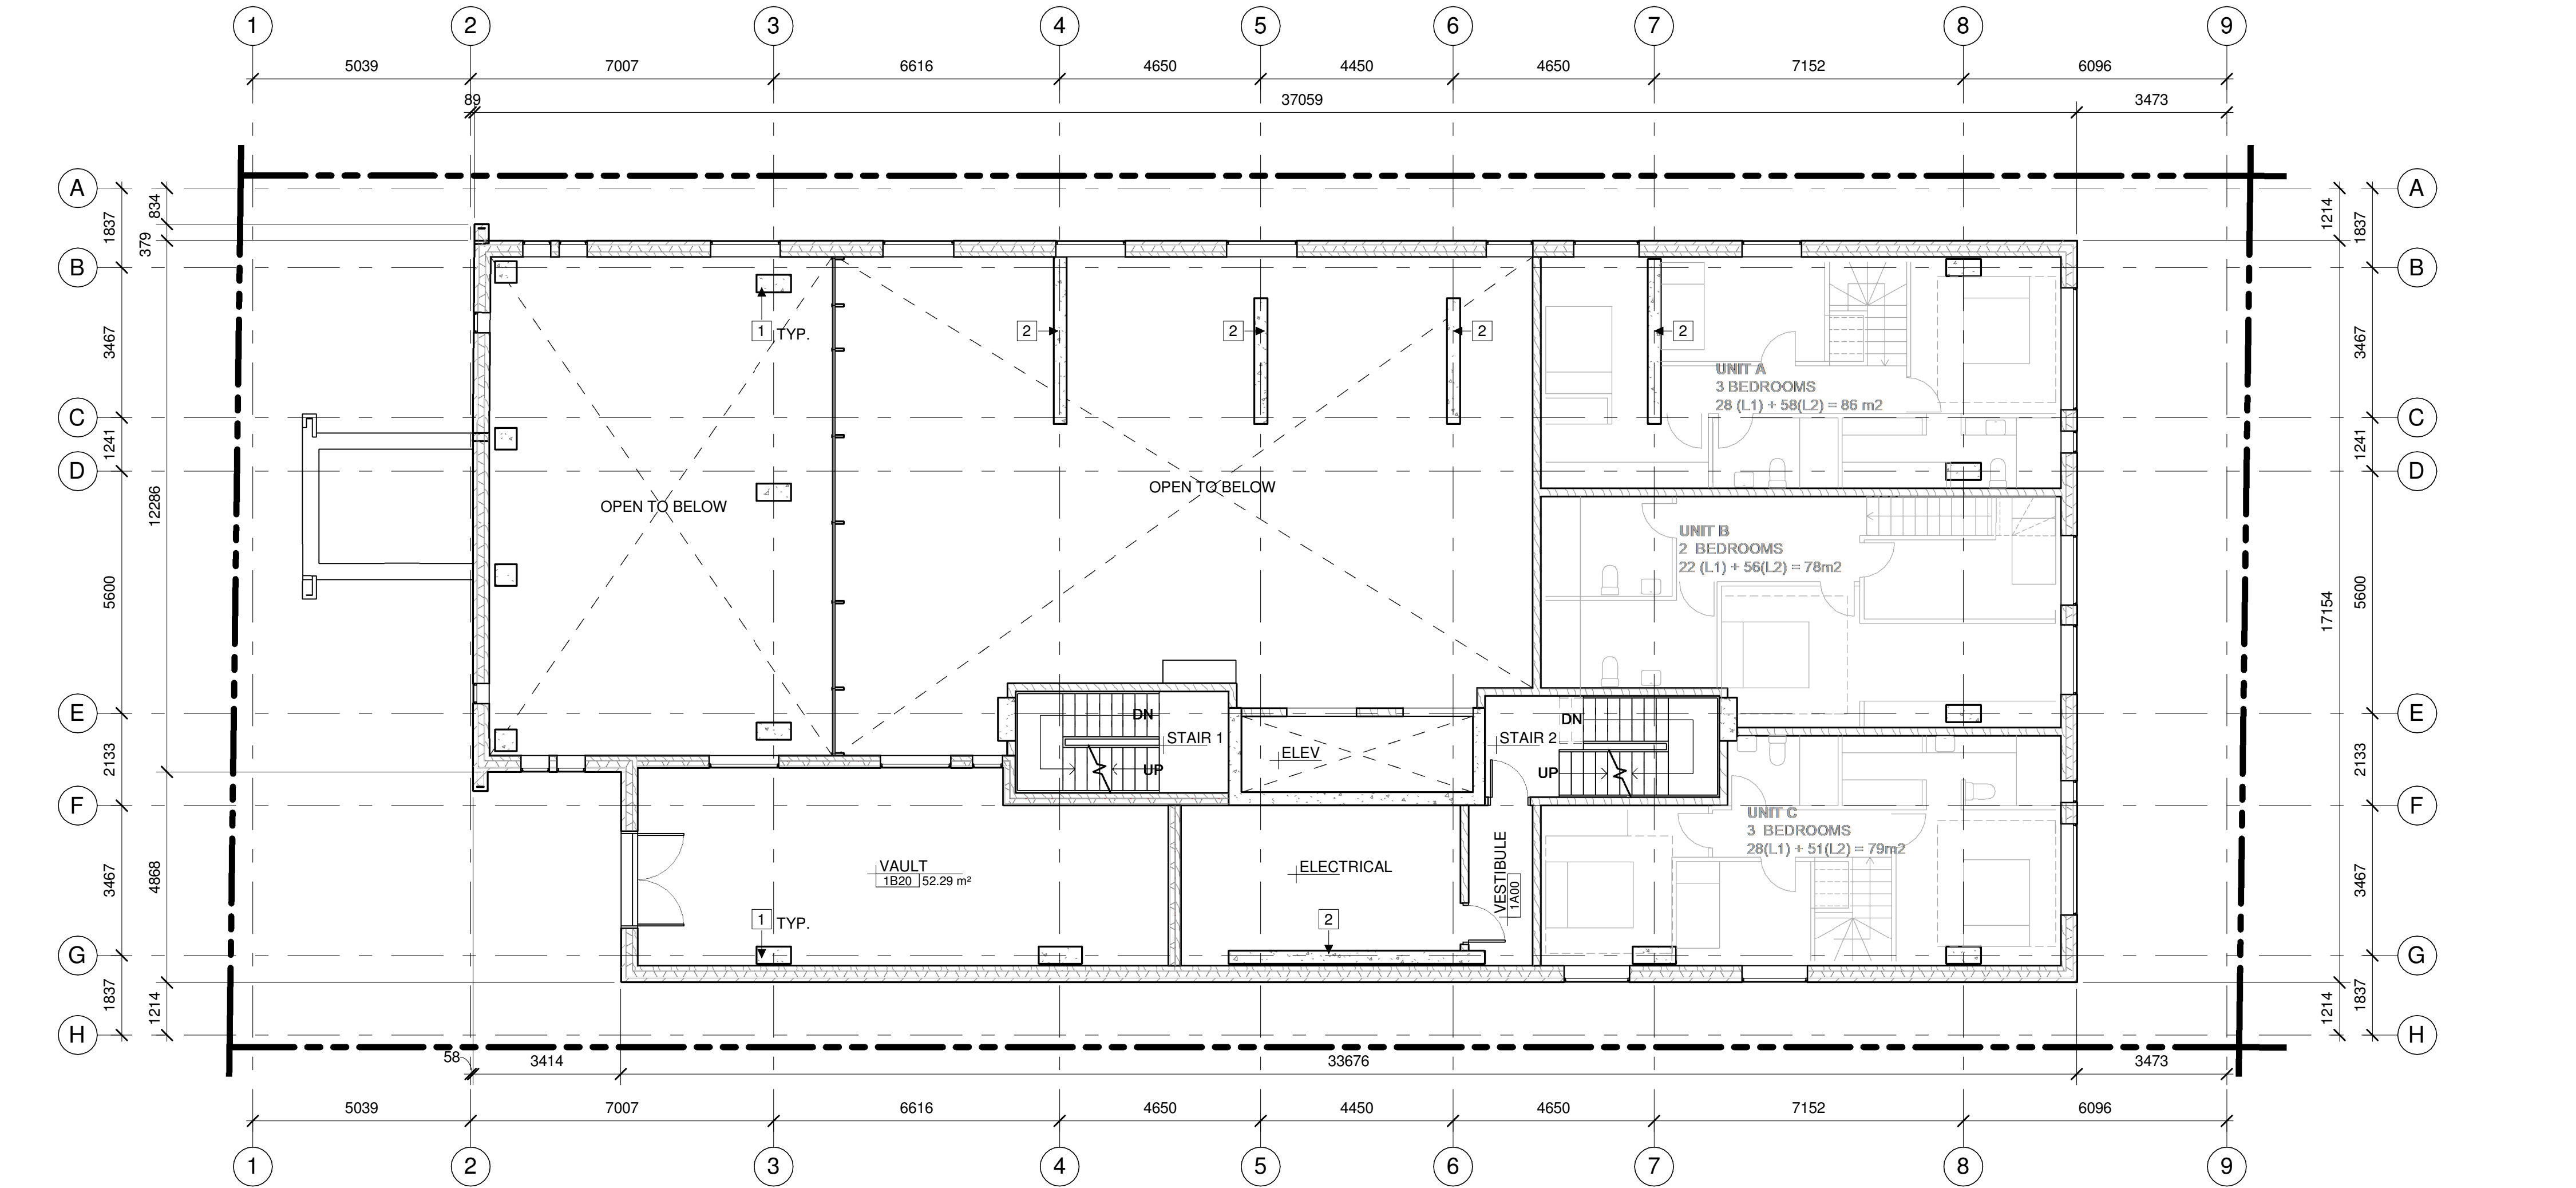 1 2 3 4 5 6 7 8 9
5039 7007 6616 4650 4450 4650 7152 6096
89 37059 3473
A A
834 1837 1214 1837
379
B B
1 TYP. 2 2 2 2
3467 3467
UNIT A
3 BEDROOMS
28 (L1) + 58(L2) = 86 m2
C C
1241 1241
D D
OPEN TO BELOW
OPEN TO BELOW
12286
UNIT B
2 BEDROOMS
22 (L1) + 56(L2) = 78m2
5600 17154 5600
E E
DN DN
STAIR 1 STAIR 2
ELEV
UP UP
2133 2133
F F
UNIT C
3 BEDROOMS
28(L1) + 51(L2) = 79m2
VAULT
1B20 52.29 m²
ELECTRICAL
VESTIBULE
1A00
3467 4868 3467
1 TYP. 2
G G
1837 1214 1214 1837
H H
58 3414 33676 3473
5039 7007 6616 4650 4450 4650 7152 6096
1 2 3 4 5 6 7 8 9